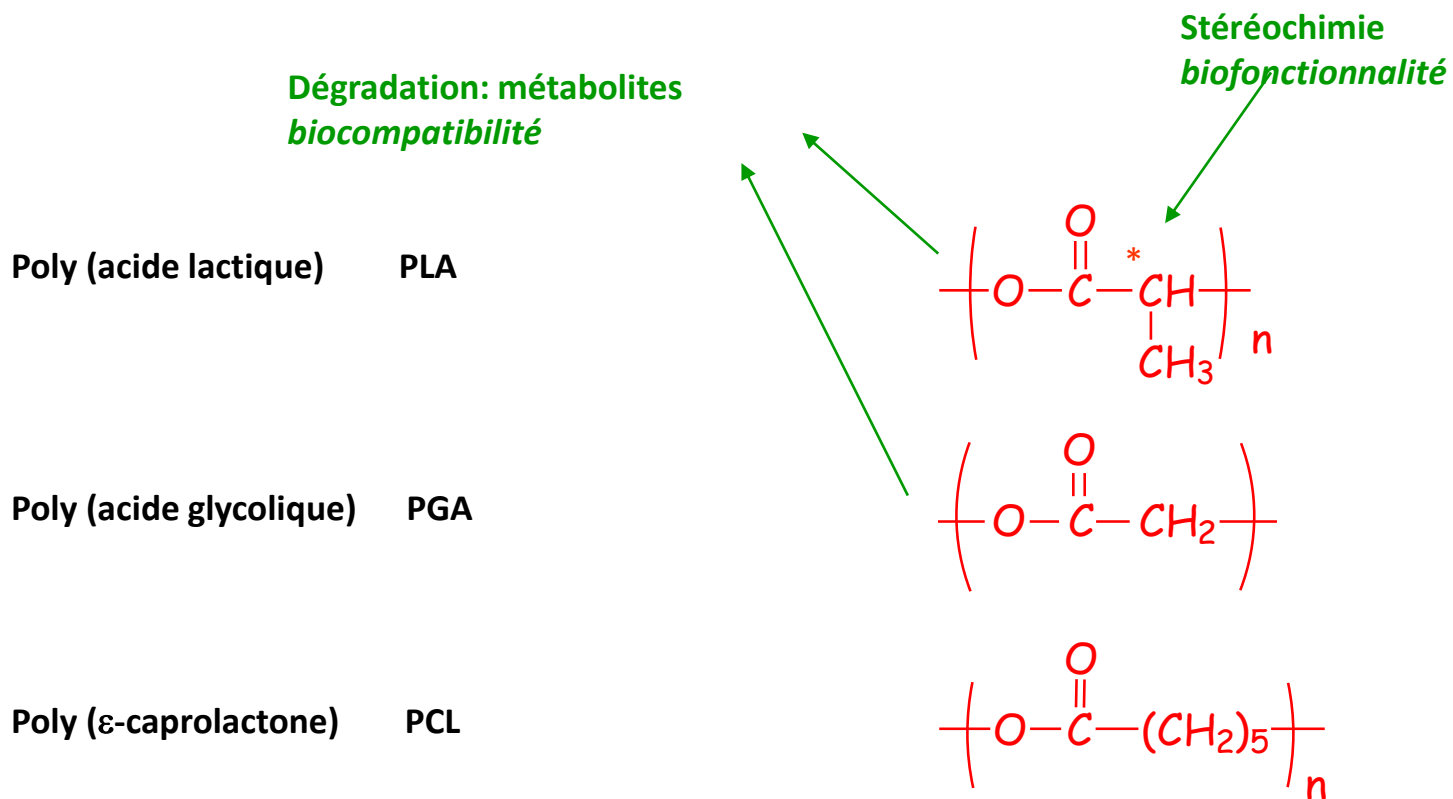 Stéréochimie
biofonctionnalité
Dégradation: métabolites
biocompatibilité
Poly (acide lactique) PLA
O
*
O C CH
CH3
n
Poly (acide glycolique) PGA
O
O C CH2
Poly (ε-caprolactone) PCL
O
O C (CH2)5
n